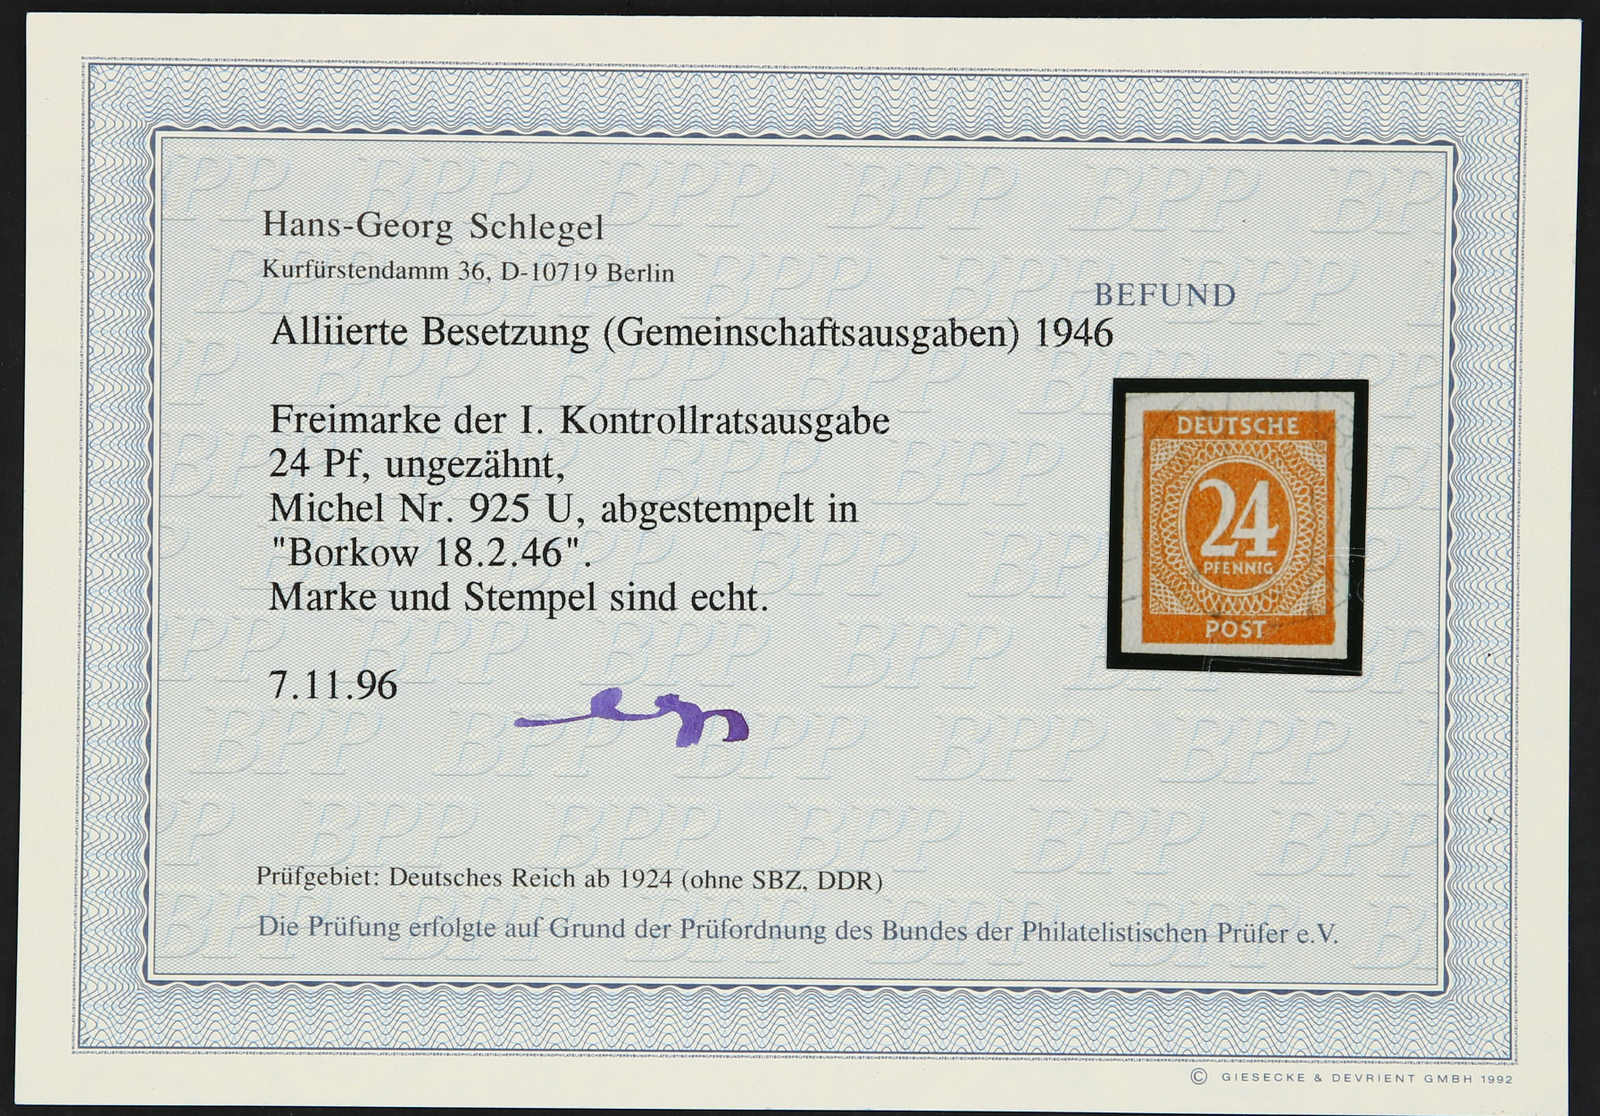 Hans-Georg Schlegel
Kurfürstendamm 36, D-10719 Berlin
BEFUND
Alliierte Besetzung (Gemeinschaftsausgaben) 1946
Freimarke der I. Kontrollratsausgabe
24 Pf, ungezähnt,
Michel Nr. 925 U, abgestempelt in
"Borkow 18.2.46".
Marke und Stempel sind echt.
7.11.96
DEUTSCHE
24
PFENNIG
POST
Prüfgebiet: Deutsches Reich ab 1924 (ohne SBZ, DDR)
Die Prüfung erfolgte auf Grund der Prüfordnung des Bundes der Philatelistischen Prüfer e.V.
© GIESECKE & DEVRIENT GMBH 1992